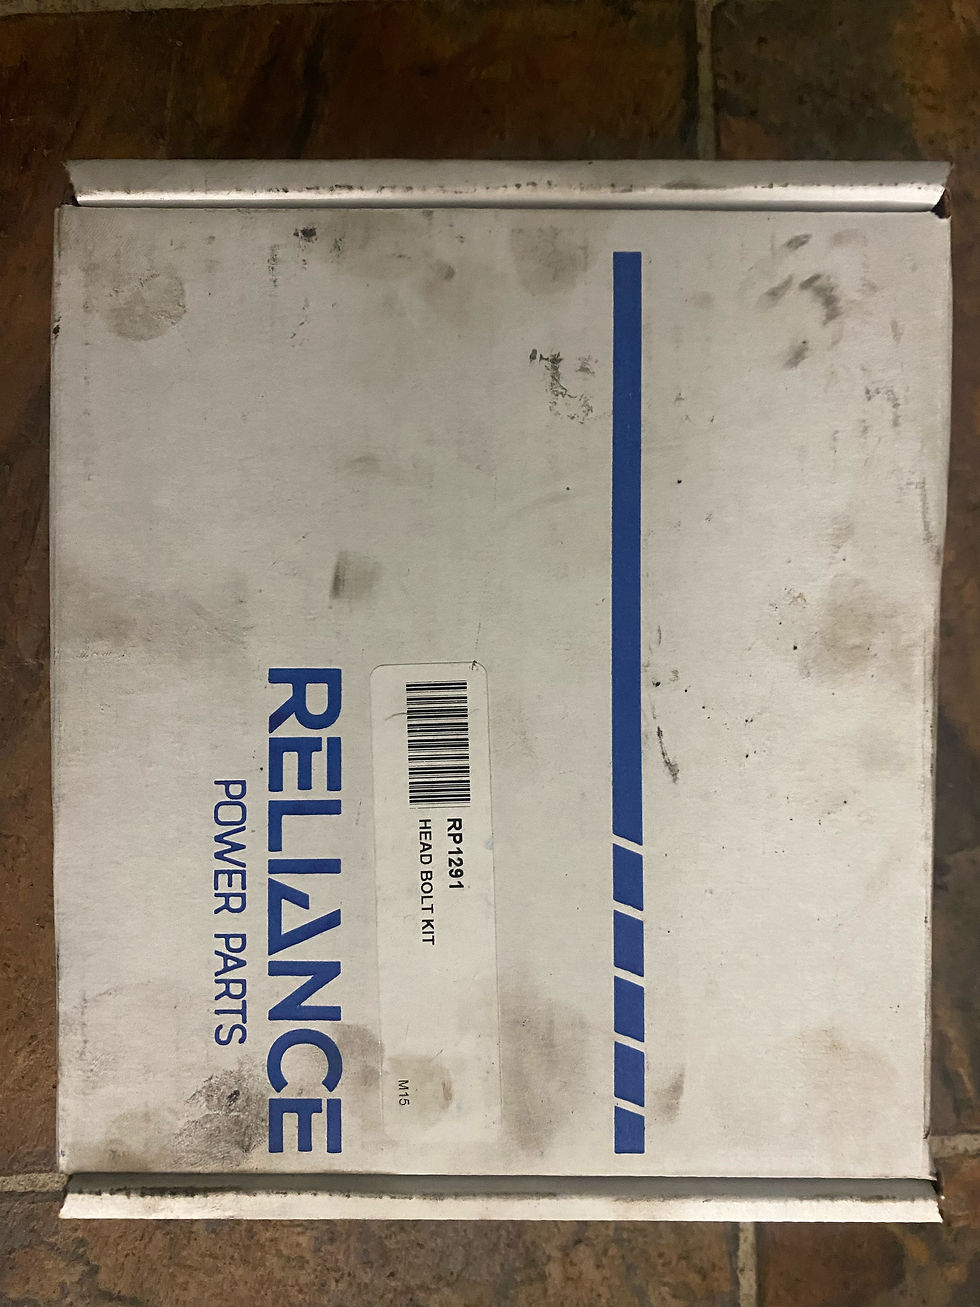 RELIANCE
POWER PARTS
RP1291
HEAD BOLT KIT
M15